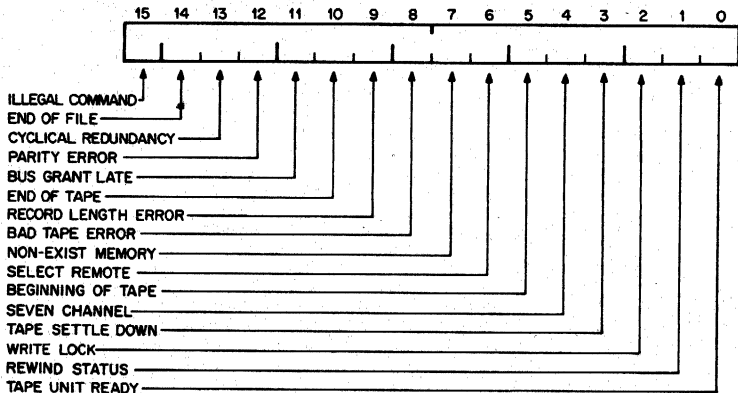 15 14 13 12 11 10 9 8 7 6 5 4 3 2 1 0
ILLEGAL COMMAND
END OF FILE
CYCLICAL REDUNDANCY
PARITY ERROR
BUS GRANT LATE
END OF TAPE
RECORD LENGTH ERROR
BAD TAPE ERROR
NON-EXIST MEMORY
SELECT REMOTE
BEGINNING OF TAPE
SEVEN CHANNEL
TAPE SETTLE DOWN
WRITE LOCK
REWIND STATUS
TAPE UNIT READY